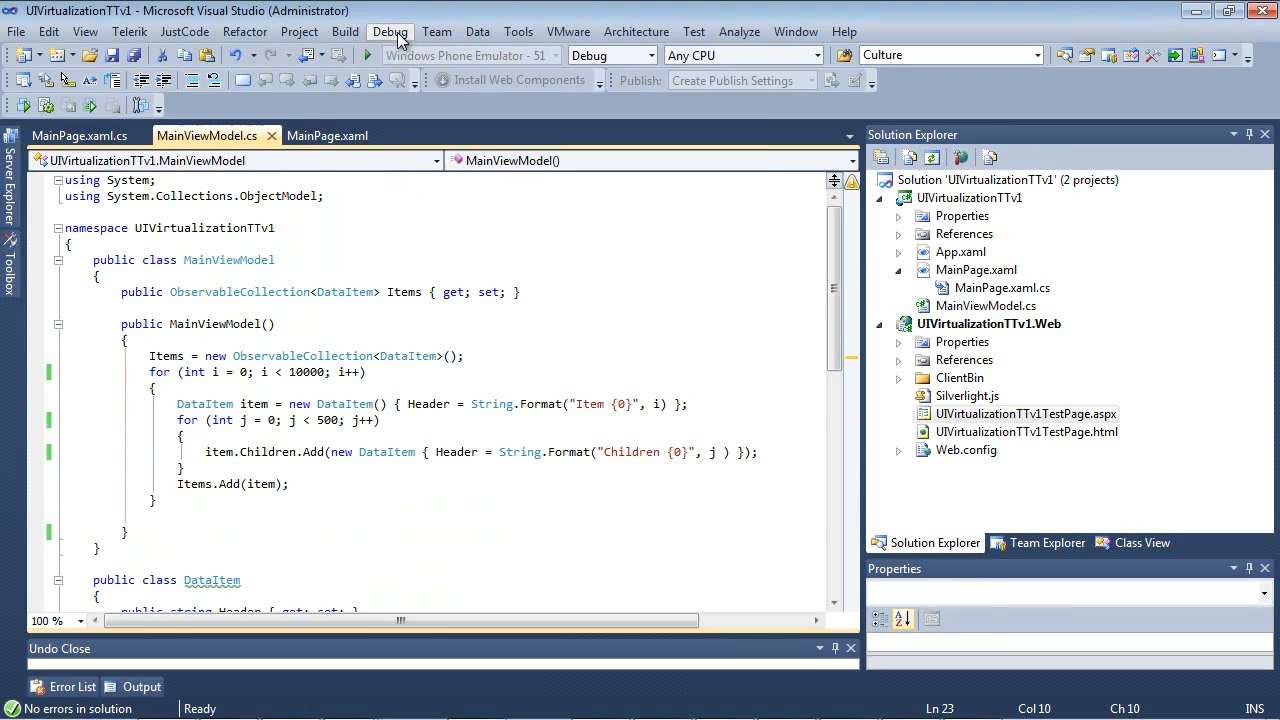 UIVirtualizationTTv1 - Microsoft Visual Studio (Administrator)
File Edit View Telerik JustCode Refactor Project Build Debug Team Data Tools VMware Architecture Test Analyze Window Help
Windows Phone Emulator - 51 Debug Any CPU Culture
Install Web Components Publish: Create Publish Settings
MainPage.xaml.cs MainViewModel.cs MainPage.xaml
UIVirtualizationTTv1.MainViewModel MainViewModel()
using System;
using System.Collections.ObjectModel;
namespace UIVirtualizationTTv1
{
public class MainViewModel
{
public ObservableCollection<DataItem> Items { get; set; }
public MainViewModel()
{
Items = new ObservableCollection<DataItem>();
for (int i = 0; i < 10000; i++)
{
DataItem item = new DataItem() { Header = String.Format("Item {0}", i) };
for (int j = 0; j < 500; j++)
{
item.Children.Add(new DataItem { Header = String.Format("Children {0}", j ) });
}
Items.Add(item);
}
}
}
public class DataItem
{
public string Header { get; set; }
100 %
Undo Close
Error List Output
No errors in solution Ready Ln 23 Col 10 Ch 10 INS
Server Explorer
Toolbox
Solution Explorer
Solution 'UIVirtualizationTTv1' (2 projects)
UIVirtualizationTTv1
Properties
References
App.xaml
MainPage.xaml
MainPage.xaml.cs
MainViewModel.cs
UIVirtualizationTTv1.Web
Properties
References
ClientBin
Silverlight.js
UIVirtualizationTTv1TestPage.aspx
UIVirtualizationTTv1TestPage.html
Web.config
Solution Explorer Team Explorer Class View
Properties